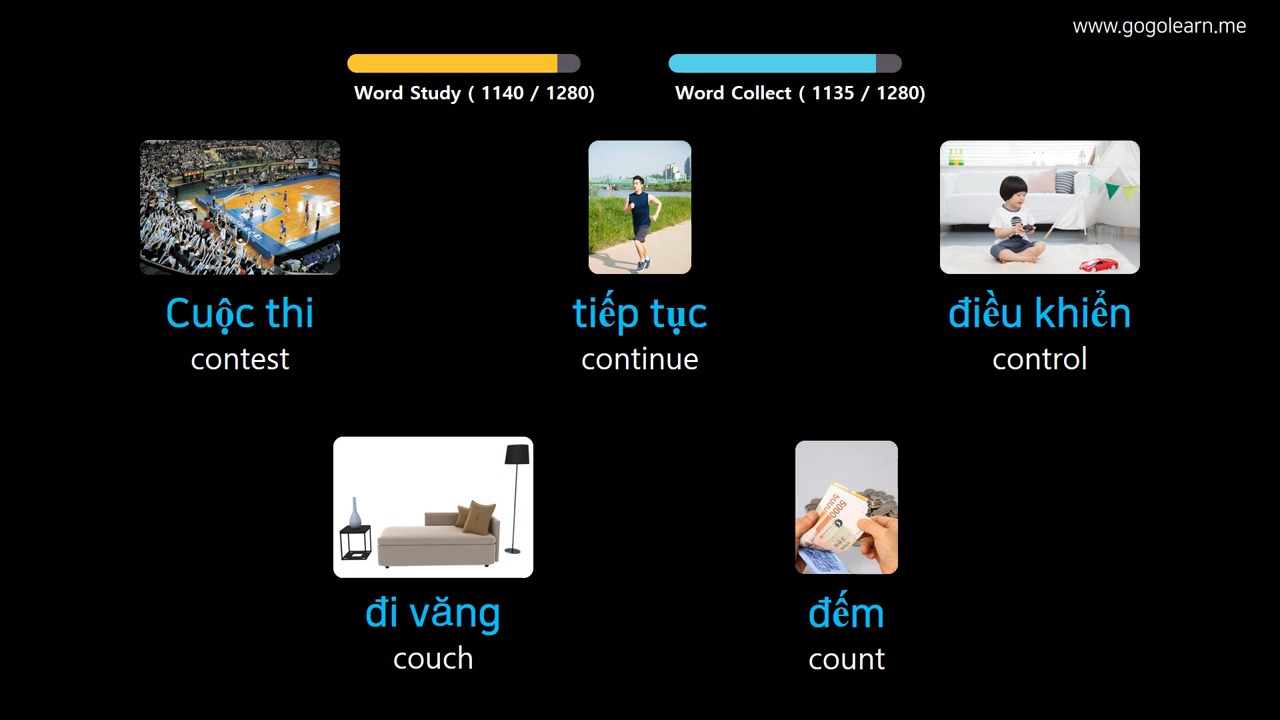 www.gogolearn.me
Word Study ( 1140 / 1280)
Word Collect ( 1135 / 1280)
Cuộc thi
contest
tiếp tục
continue
điều khiển
control
đi văng
couch
đếm
count